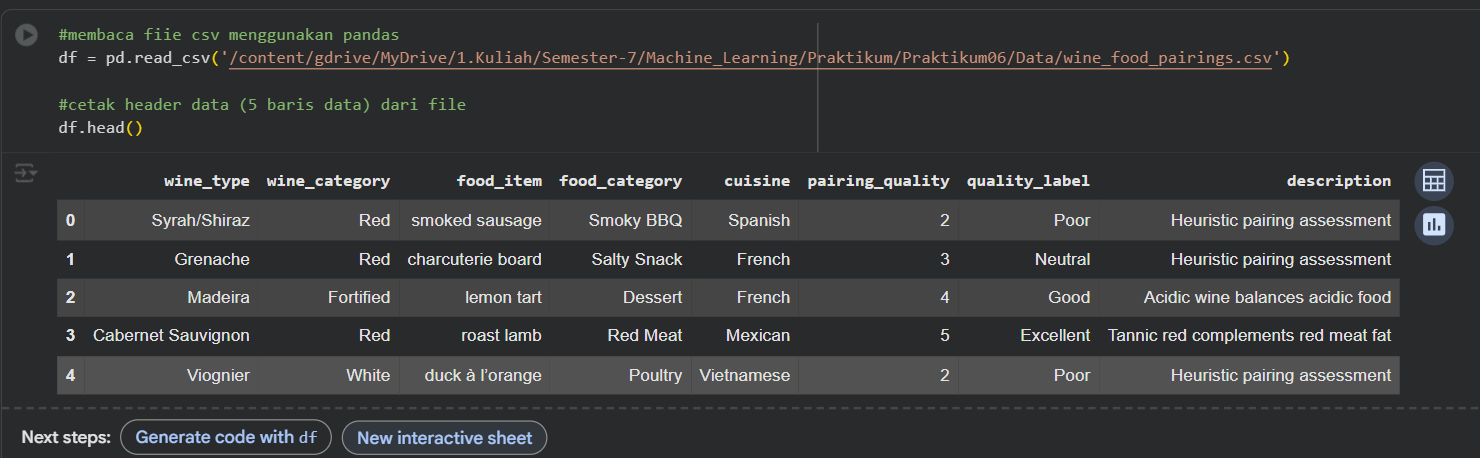 #membaca fiie csv menggunakan pandas
df = pd.read_csv('/content/gdrive/MyDrive/1.Kuliah/Semester-7/Machine_Learning/Praktikum/Praktikum06/Data/wine_food_pairings.csv')
#cetak header data (5 baris data) dari file
df.head()
wine_type wine_category food_item food_category cuisine pairing_quality quality_label description
0 Syrah/Shiraz Red smoked sausage Smoky BBQ Spanish 2 Poor Heuristic pairing assessment
1 Grenache Red charcuterie board Salty Snack French 3 Neutral Heuristic pairing assessment
2 Madeira Fortified lemon tart Dessert French 4 Good Acidic wine balances acidic food
3 Cabernet Sauvignon Red roast lamb Red Meat Mexican 5 Excellent Tannic red complements red meat fat
4 Viognier White duck à l’orange Poultry Vietnamese 2 Poor Heuristic pairing assessment
Next steps: Generate code with df New interactive sheet